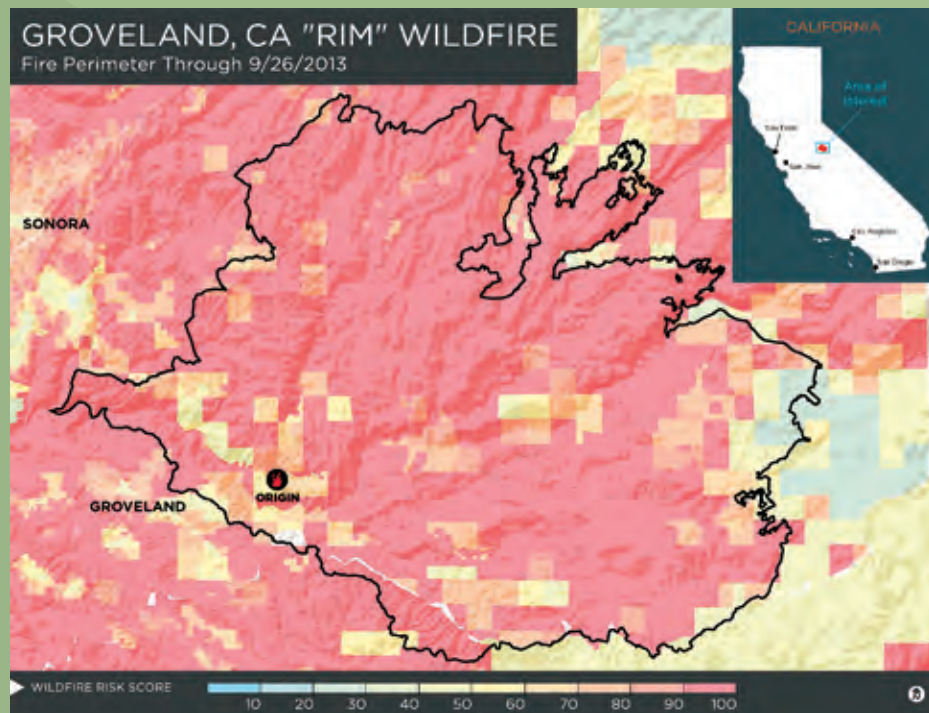 GROVELAND, CA "RIM" WILDFIRE
Fire Perimeter Through 9/26/2013
CALIFORNIA
Area of
Interest
San Jose
Los Angeles
San Diego
SONORA
ORIGIN
GROVELAND
WILDFIRE RISK SCORE
10 20 30 40 50 60 70 80 90 100